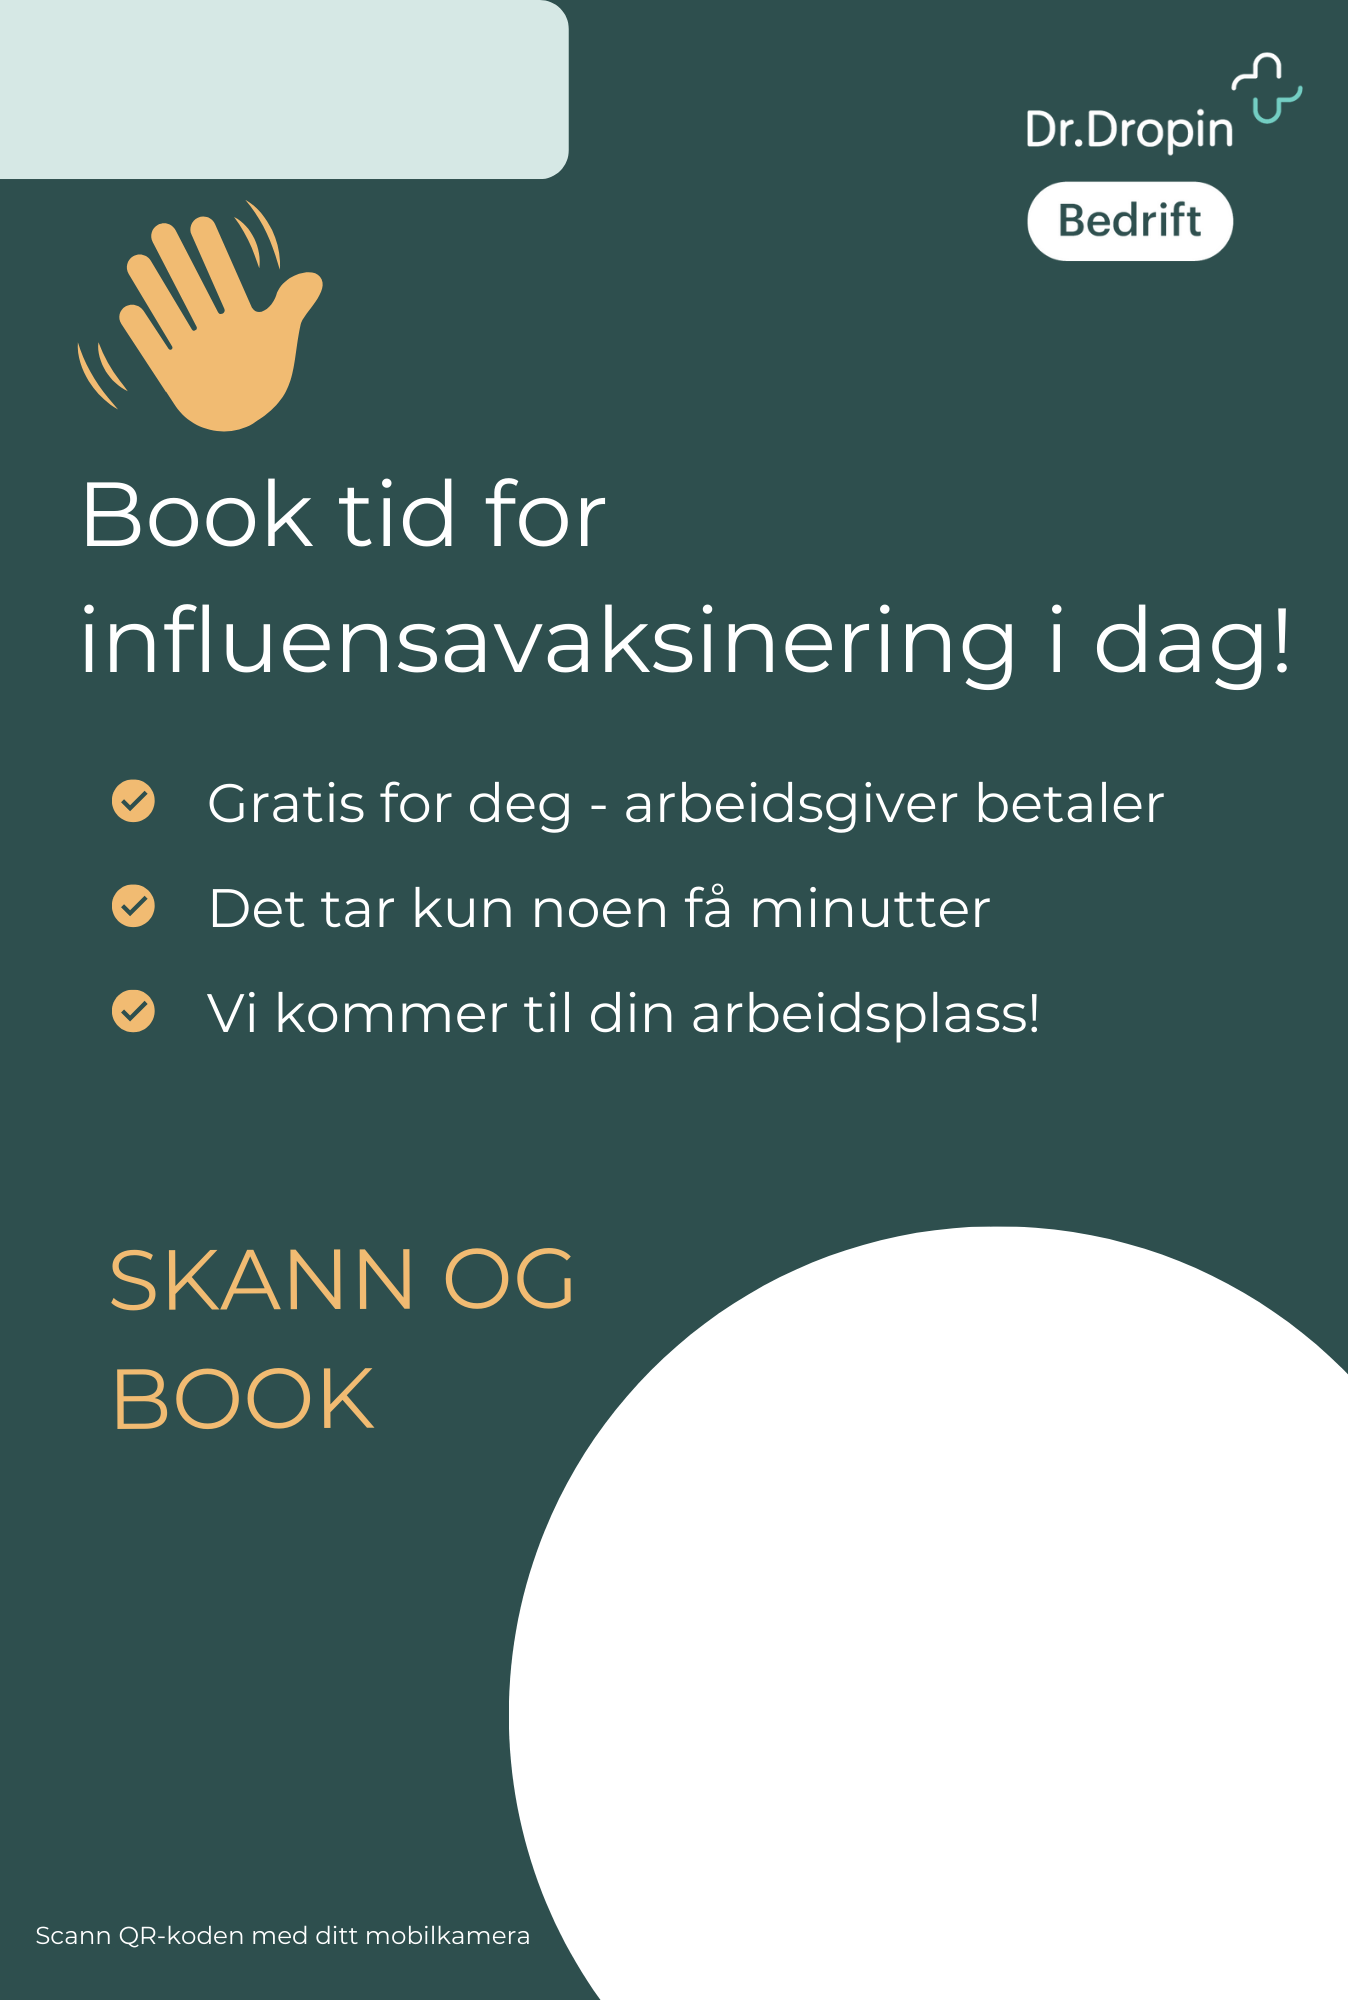 Dr.Dropin
Bedrift
Book tid for
influensavaksinering i dag!
Gratis for deg - arbeidsgiver betaler
Det tar kun noen få minutter
Vi kommer til din arbeidsplass!
SKANN OG
BOOK
Scann QR-koden med ditt mobilkamera